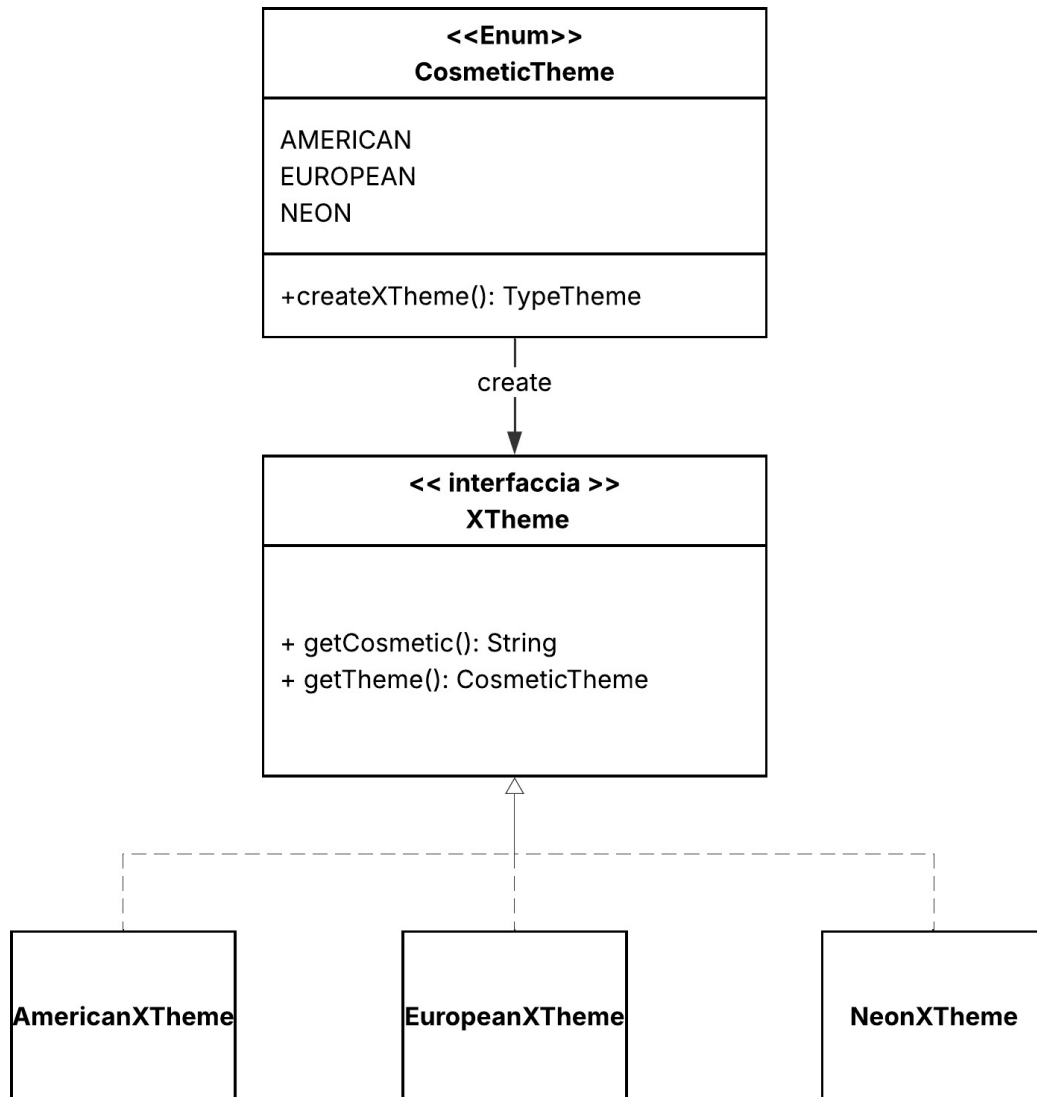 <<Enum>>
CosmeticTheme
AMERICAN
EUROPEAN
NEON
+createXTheme(): TypeTheme
create
<< interfaccia >>
XTheme
+ getCosmetic(): String
+ getTheme(): CosmeticTheme
AmericanXTheme
EuropeanXTheme
NeonXTheme